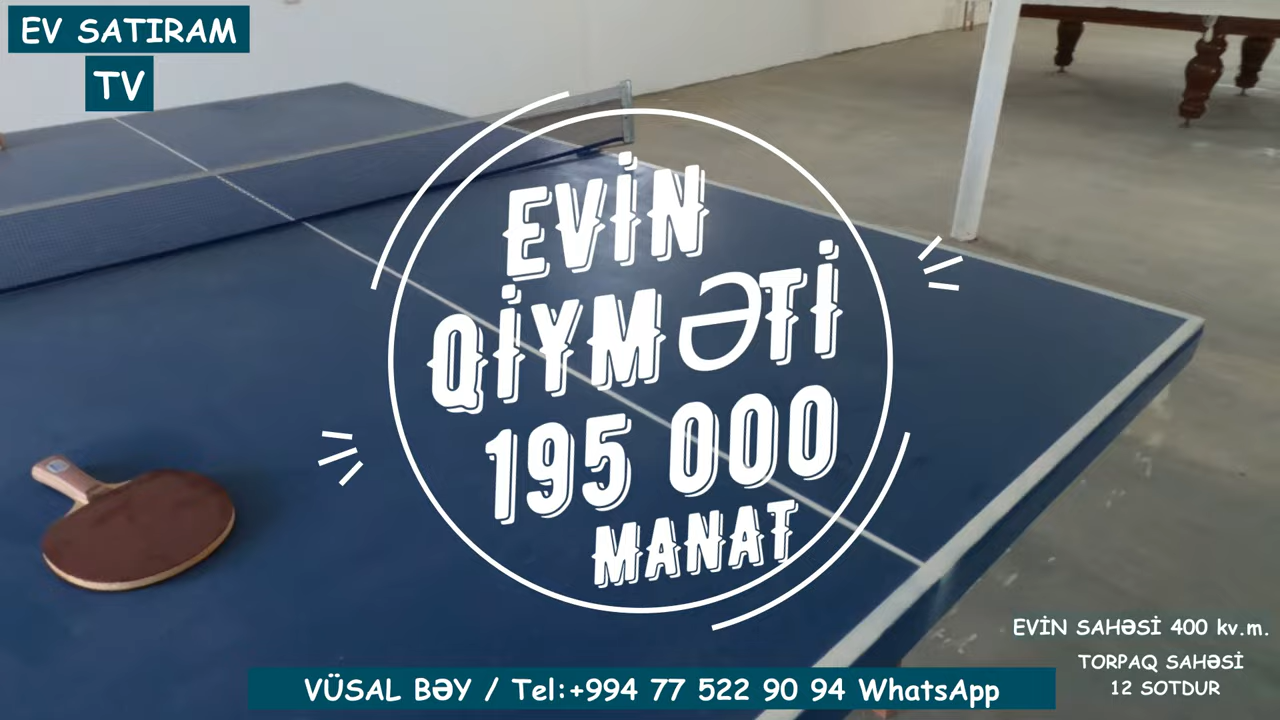 EV SATIRAM
TV
EVİN
QİYMƏTİ
195 000
MANAT
EVİN SAHƏSİ 400 kv.m.
TORPAQ SAHƏSİ
12 SOTDUR
VÜSAL BƏY / Tel:+994 77 522 90 94 WhatsApp